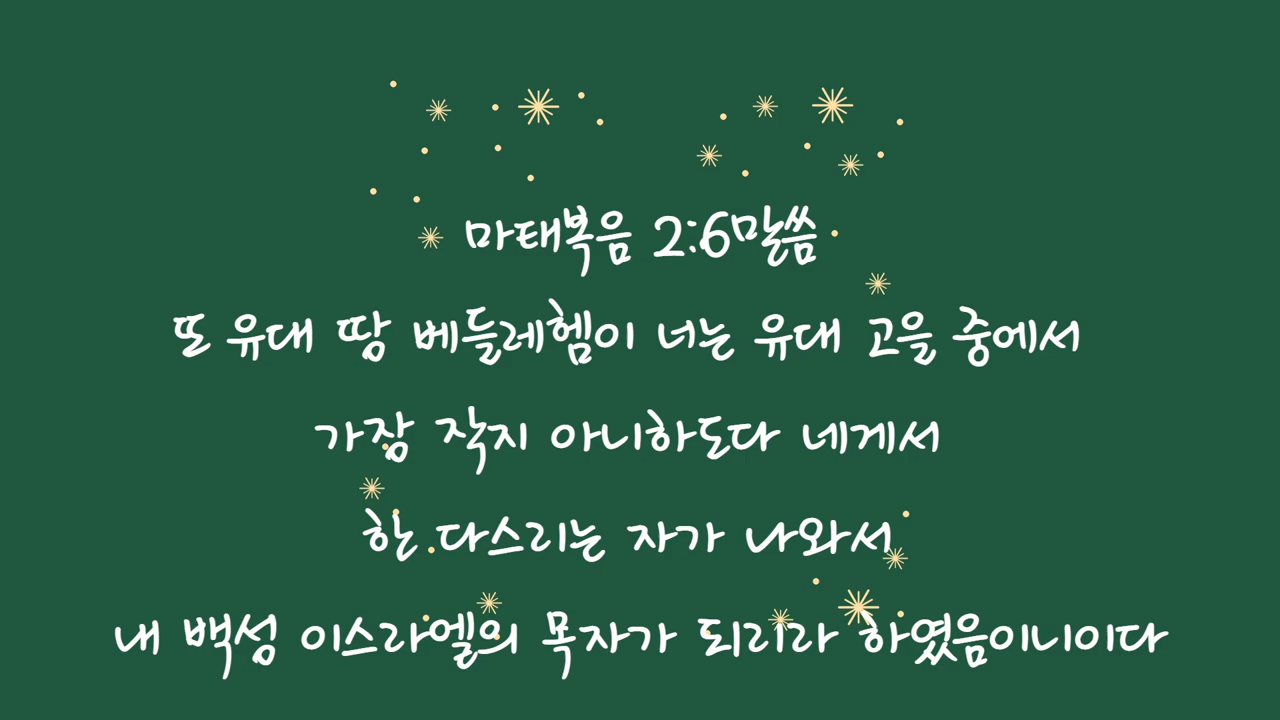 마태복음 2:6말씀
또 유대 땅 베들레헴이 너는 유대 고을 중에서
가장 작지 아니하도다 네게서
한 다스리는 자가 나와서
내 백성 이스라엘의 목자가 되리라 하였음이니이다